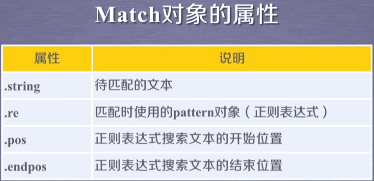 Match对象的属性
属性 说明
.string 待匹配的文本
.re 匹配时使用的pattern对象（正则表达式）
.pos 正则表达式搜索文本的开始位置
.endpos 正则表达式搜索文本的结束位置